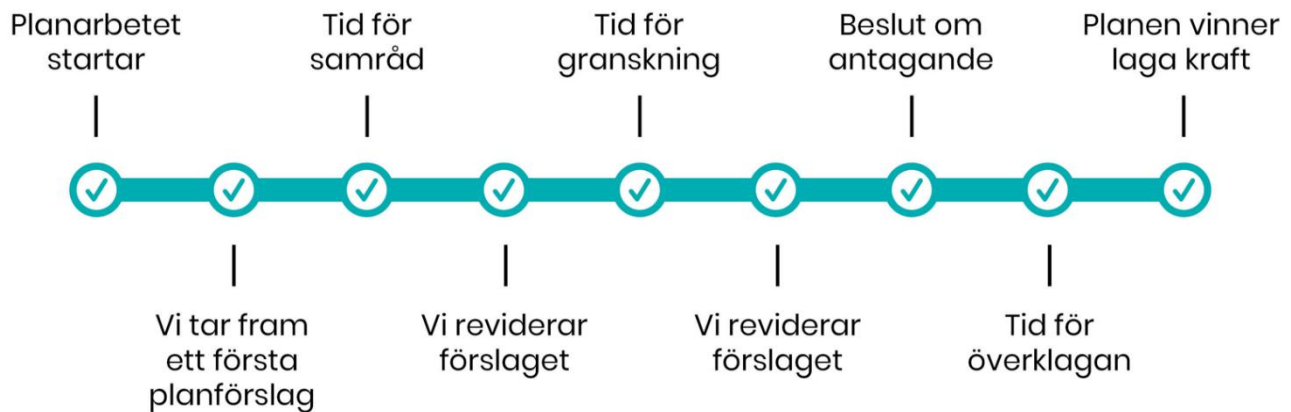 Planarbetet
startar
Tid för
samråd
Tid för
granskning
Beslut om
antagande
Planen vinner
laga kraft
Vi tar fram
ett första
planförslag
Vi reviderar
förslaget
Vi reviderar
förslaget
Tid för
överklagan